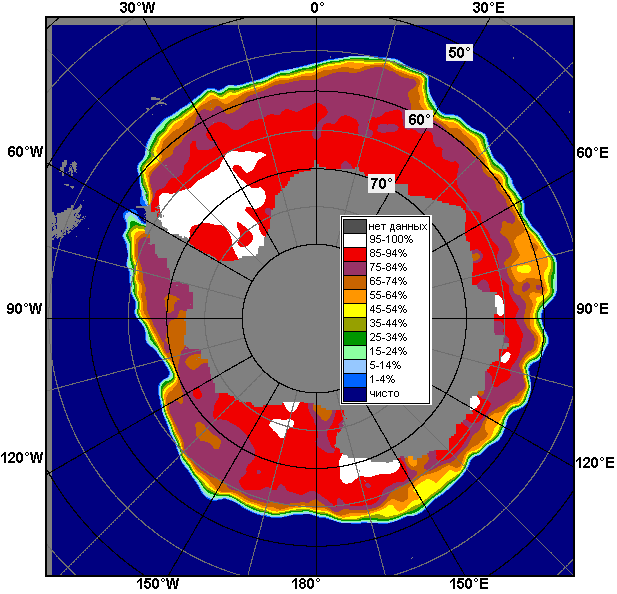 30°W
0°
30°E
50°
60°
60°W
60°E
70°
нет данных
95-100%
85-94%
75-84%
65-74%
55-64%
45-54%
35-44%
25-34%
15-24%
5-14%
1-4%
чисто
90°W
90°E
120°W
120°E
150°W
180°
150°E